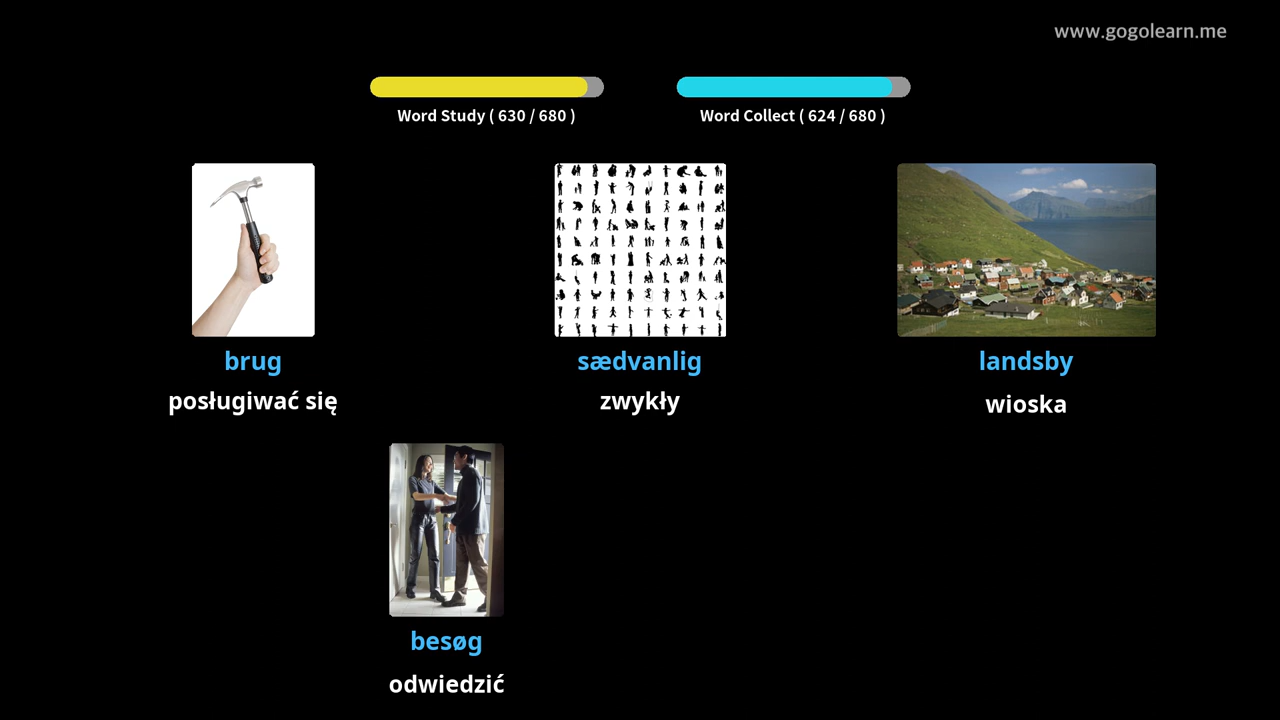 www.gogolearn.me
Word Study ( 630 / 680 )
Word Collect ( 624 / 680 )
brug
posługiwać się
sædvanlig
zwykły
landsby
wioska
besøg
odwiedzić